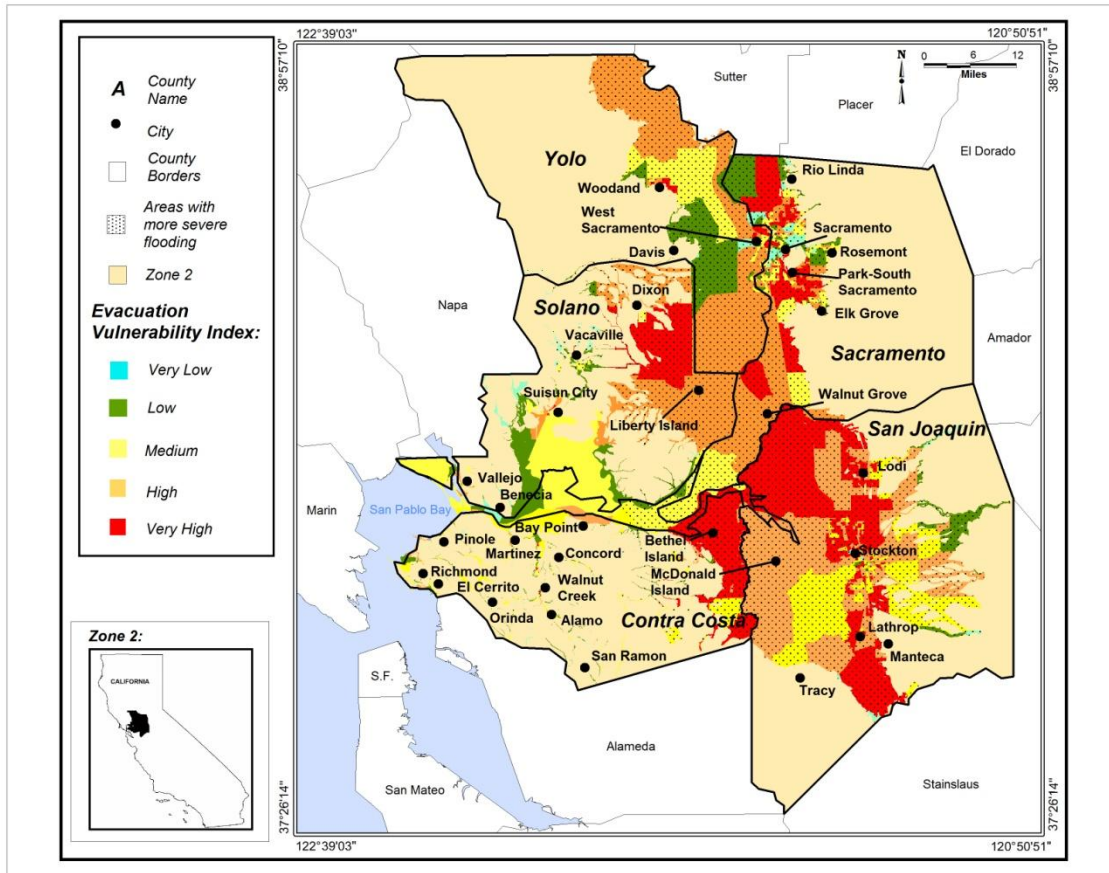 A
County
Name
City
County
Borders
Areas with
more severe
flooding
Zone 2
Evacuation
Vulnerability Index:
Very Low
Low
Medium
High
Very High
Zone 2:
CALIFORNIA
122°39'03"
120°50'51"
38°57'10"
38°57'10"
N
0 6 12
Miles
Sutter
Placer
El Dorado
Yolo
Rio Linda
Woodand
West
Sacramento
Sacramento
Davis
Rosemont
Park-South
Sacramento
Napa
Solano
Dixon
Elk Grove
Vacaville
Sacramento
Amador
Suisun City
Liberty Island
Walnut Grove
San Joaquin
Lodi
Vallejo
Benecia
Marin
San Pablo Bay
Bay Point
Pinole
Martinez
Concord
Bethel
Island
Stockton
McDonald
Island
Richmond
El Cerrito
Walnut
Creek
Orinda
Alamo
Contra Costa
Lathrop
Manteca
San Ramon
Tracy
S.F.
Alameda
San Mateo
Stainslaus
37°26'14"
37°26'14"
122°39'03"
120°50'51"